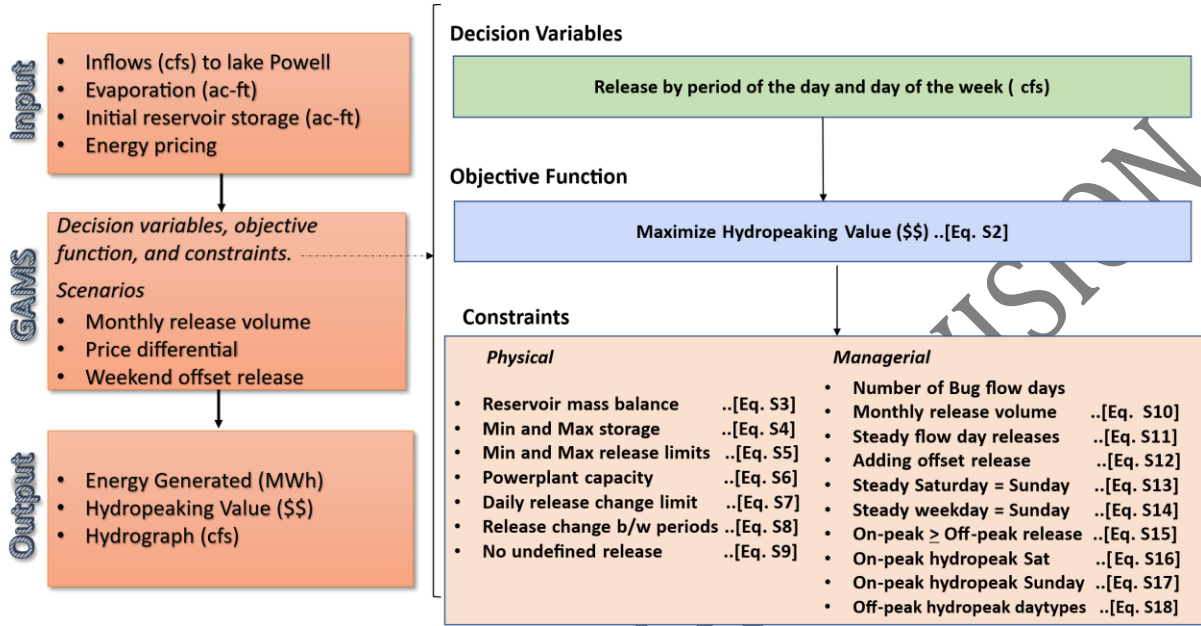 Input
• Inflows (cfs) to lake Powell
• Evaporation (ac-ft)
• Initial reservoir storage (ac-ft)
• Energy pricing
GAMS
Decision variables, objective
function, and constraints.
Scenarios
• Monthly release volume
• Price differential
• Weekend offset release
Output
• Energy Generated (MWh)
• Hydropeaking Value ($$)
• Hydrograph (cfs)
Decision Variables
Release by period of the day and day of the week ( cfs)
Objective Function
Maximize Hydropeaking Value ($$) ..[Eq. S2]
Constraints
Physical
• Reservoir mass balance ..[Eq. S3]
• Min and Max storage ..[Eq. S4]
• Min and Max release limits ..[Eq. S5]
• Powerplant capacity ..[Eq. S6]
• Daily release change limit ..[Eq. S7]
• Release change b/w periods ..[Eq. S8]
• No undefined release ..[Eq. S9]
Managerial
• Number of Bug flow days
• Monthly release volume ..[Eq. S10]
• Steady flow day releases ..[Eq. S11]
• Adding offset release ..[Eq. S12]
• Steady Saturday = Sunday ..[Eq. S13]
• Steady weekday = Sunday ..[Eq. S14]
• On-peak ≥ Off-peak release ..[Eq. S15]
• On-peak hydropeak Sat ..[Eq. S16]
• On-peak hydropeak Sunday ..[Eq. S17]
• Off-peak hydropeak daytypes ..[Eq. S18]